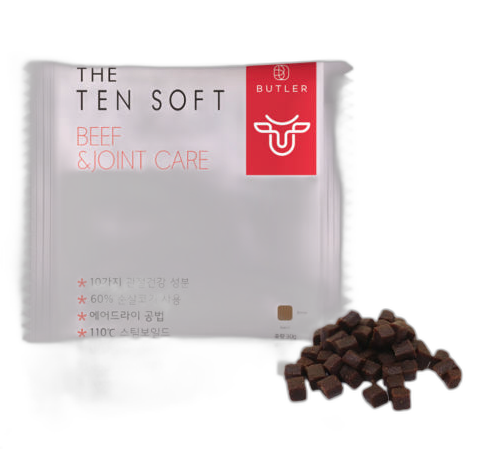 THE
TEN SOFT
BUTLER
BEEF
&JOINT CARE
* 10가지 관절건강 성분
* 60% 순살코기 사용
* 에어드라이 공법
* 110℃ 스팀보일드